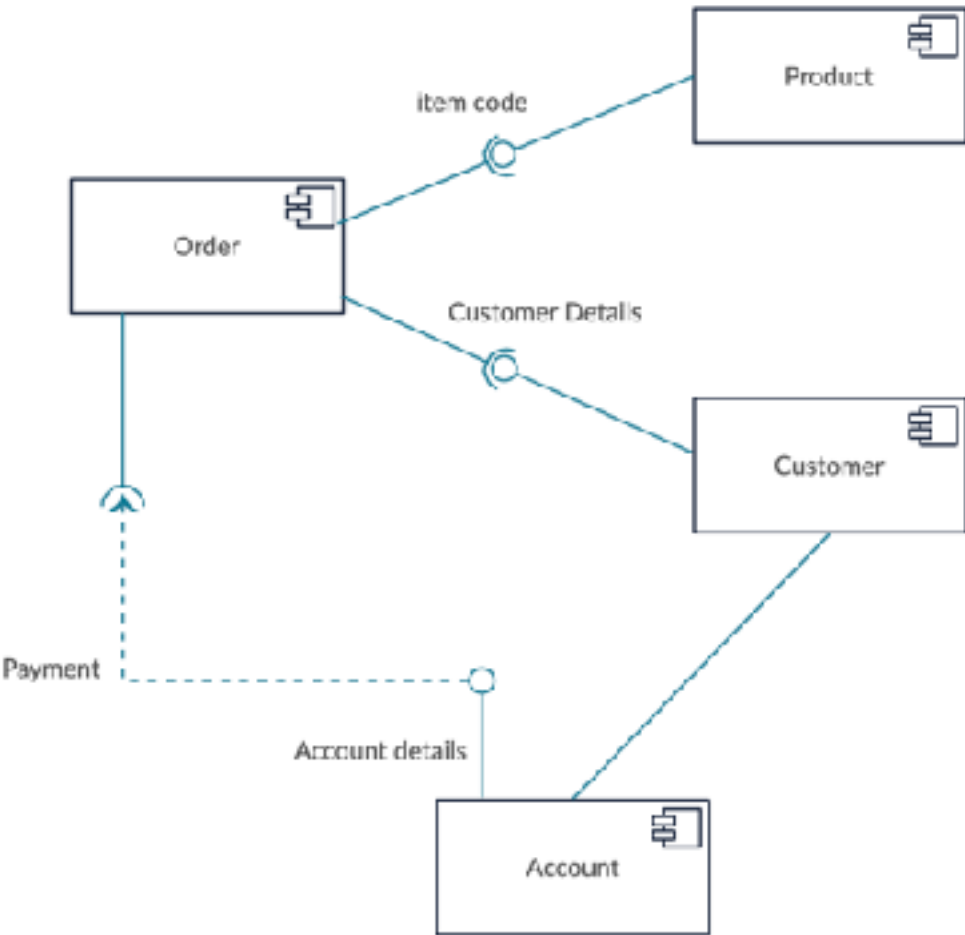 Product
item code
Order
Customer Details
Customer
Payment
Account details
Account